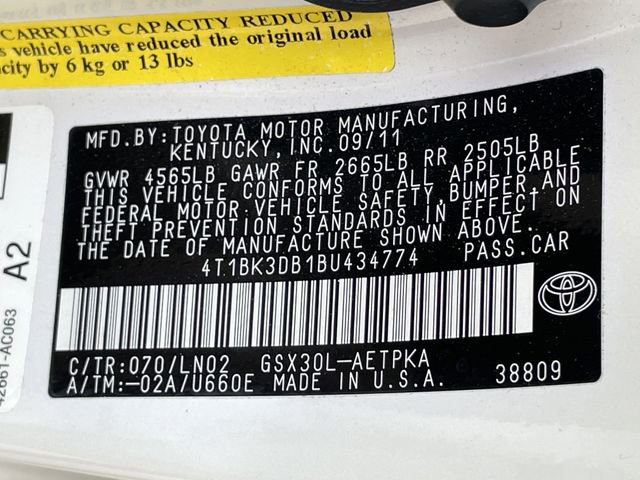 CARRYING CAPACITY REDUCED
s vehicle have reduced the original load
city by 6 kg or 13 lbs
MFD.BY:TOYOTA MOTOR MANUFACTURING,
KENTUCKY,INC.09/11
GVWR 4565LB GAWR FR 2665LB RR 2505LB
THIS VEHICLE CONFORMS TO ALL APPLICABLE
FEDERAL MOTOR VEHICLE SAFETY,BUMPER,AND
THEFT PREVENTION STANDARDS IN EFFECT ON
THE DATE OF MANUFACTURE SHOWN ABOVE.
4T1BK3DB1BU434774 PASS.CAR
C/TR:070/LN02 GSX30L-AETPKA
A/TM:-02A/U660E MADE IN U.S.A. 38809
A2
42661-AC063